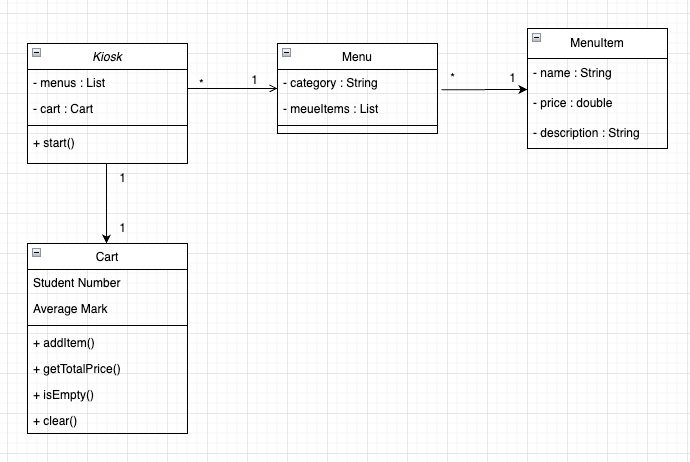 Kiosk
- menus : List
- cart : Cart
+ start()
* 1
Menu
- category : String
- meueItems : List
* 1
MenuItem
- name : String
- price : double
- description : String
1
1
Cart
Student Number
Average Mark
+ addItem()
+ getTotalPrice()
+ isEmpty()
+ clear()